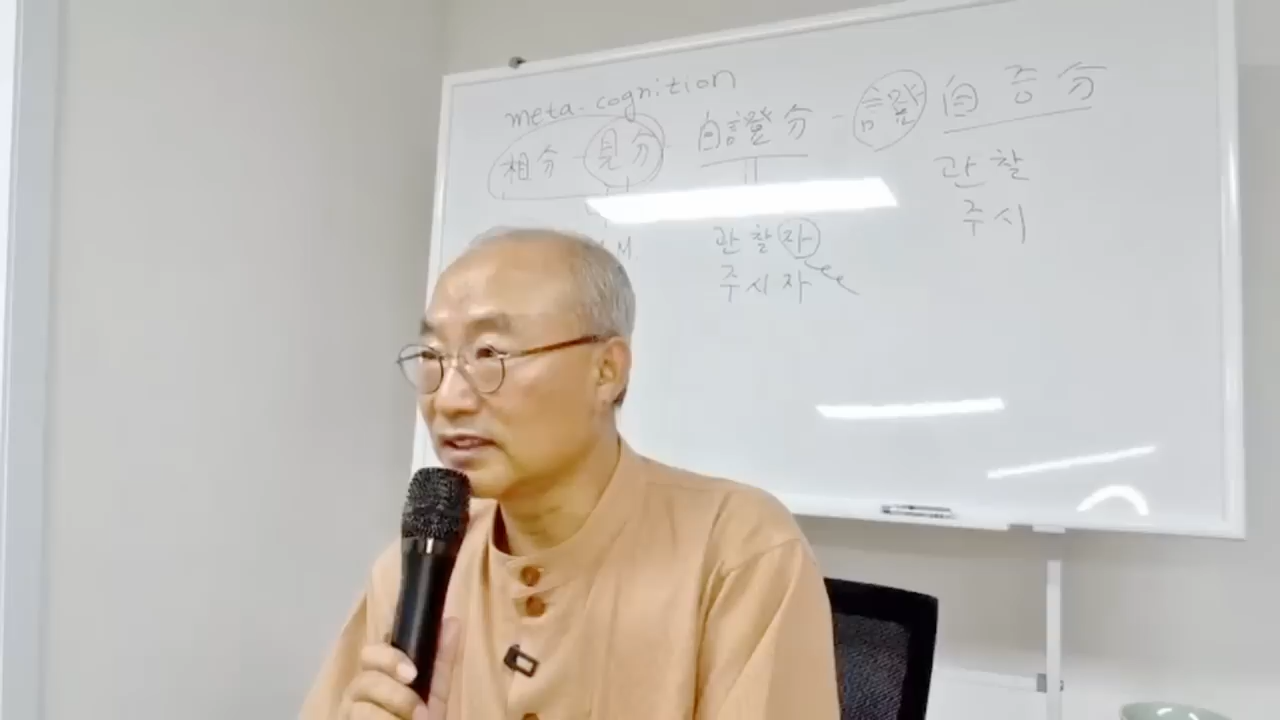 meta-cognition
相分 - 見分 - 自證分 - 證自증分
관찰자 관찰
주시자 주시
M.